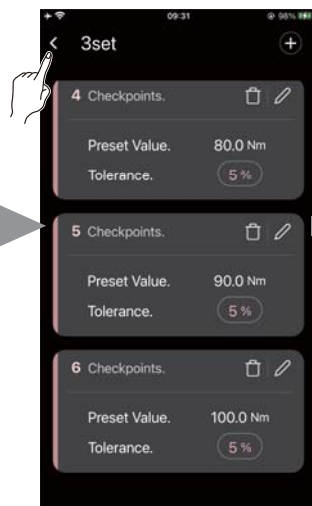 09:31
98%
3set
4 Checkpoints.
Preset Value. 80.0 Nm
Tolerance. 5 %
5 Checkpoints.
Preset Value. 90.0 Nm
Tolerance. 5 %
6 Checkpoints.
Preset Value. 100.0 Nm
Tolerance. 5 %